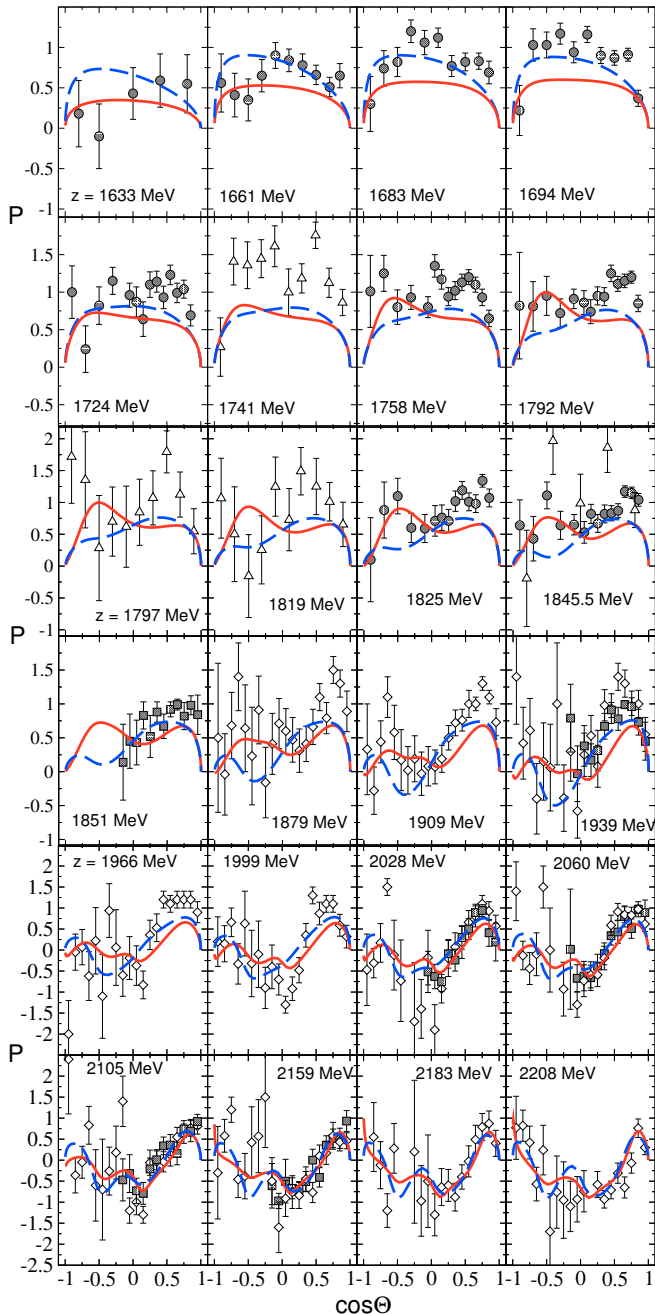 1
0.5
0
-0.5
-1
z = 1633 MeV
1661 MeV
1683 MeV
1694 MeV
P
1.5
1
0.5
0
-0.5
1724 MeV
1741 MeV
1758 MeV
1792 MeV
2
1.5
1
0.5
0
-0.5
-1
z = 1797 MeV
1819 MeV
1825 MeV
1845.5 MeV
P
1.5
1
0.5
0
-0.5
-1
1851 MeV
1879 MeV
1909 MeV
1939 MeV
2
1.5
1
0.5
0
-0.5
-1
-1.5
-2
z = 1966 MeV
1999 MeV
2028 MeV
2060 MeV
P
2
1.5
1
0.5
0
-0.5
-1
-1.5
-2
-2.5
2105 MeV
2159 MeV
2183 MeV
2208 MeV
-1 -0.5 0 0.5 -1 -0.5 0 0.5 -1 -0.5 0 0.5 -1 -0.5 0 0.5 1
cosΘ